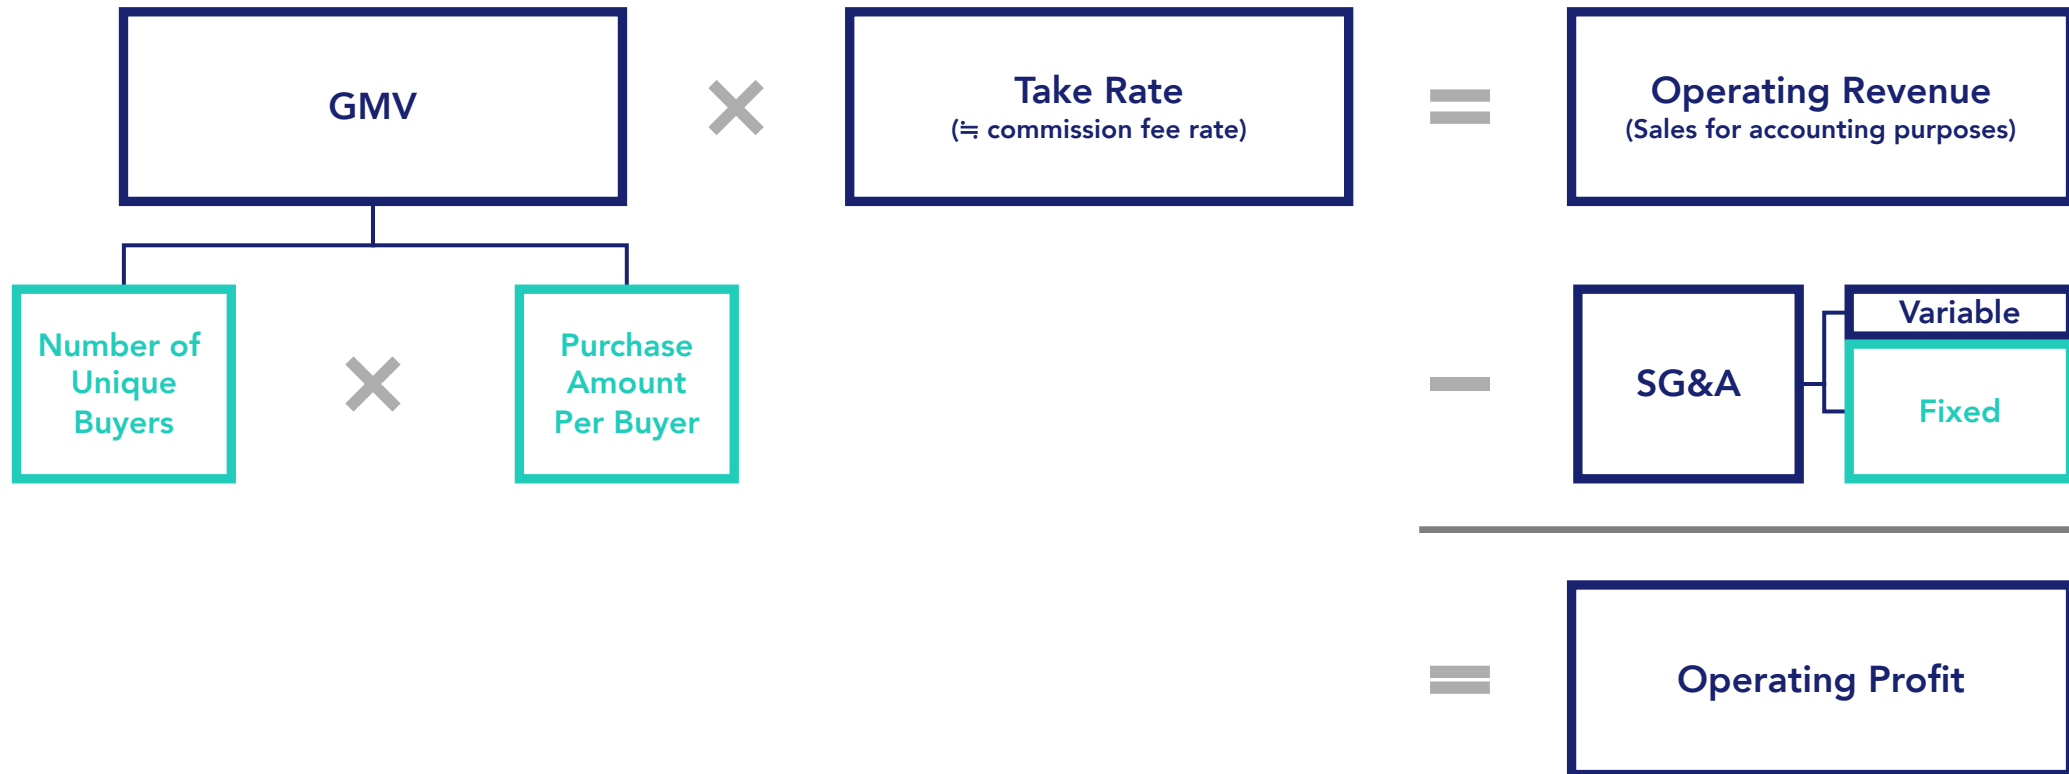 GMV
Take Rate
(≒ commission fee rate)
Operating Revenue
(Sales for accounting purposes)
Number of
Unique
Buyers
Purchase
Amount
Per Buyer
SG&A
Variable
Fixed
Operating Profit